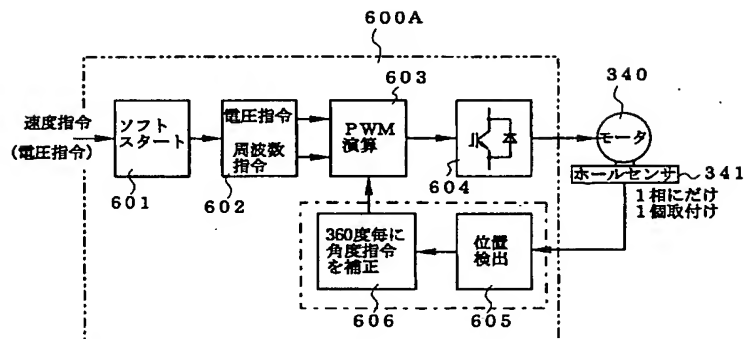 600A
603
340
速度指令
(電圧指令)
ソフト
スタート
電圧指令
周波数
指令
PWM
演算
モータ
ホールセンサ
341
1相にだけ
1個取付け
601
602
604
360度毎に
角度指令
を補正
位置
検出
606
605